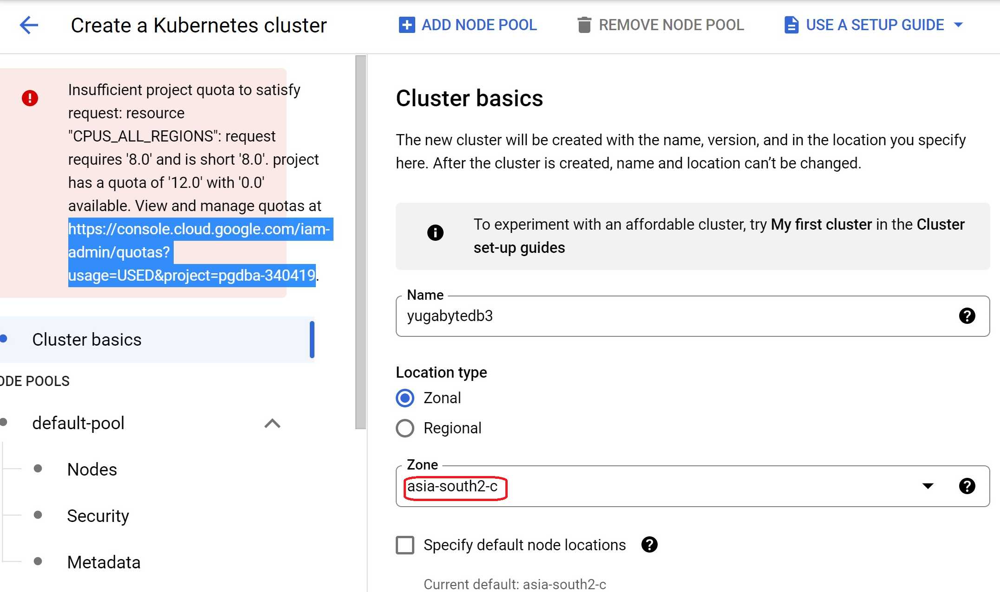 Create a Kubernetes cluster
ADD NODE POOL
REMOVE NODE POOL
USE A SETUP GUIDE
Insufficient project quota to satisfy
request: resource
"CPUS_ALL_REGIONS": request
requires '8.0' and is short '8.0'. project
has a quota of '12.0' with '0.0'
available. View and manage quotas at
https://console.cloud.google.com/iam-
admin/quotas?
usage=USED&project=pgdba-340419.
Cluster basics
ODE POOLS
default-pool
Nodes
Security
Metadata
Cluster basics
The new cluster will be created with the name, version, and in the location you specify
here. After the cluster is created, name and location can’t be changed.
To experiment with an affordable cluster, try My first cluster in the Cluster
set-up guides
Name
yugabytedb3
Location type
Zonal
Regional
Zone
asia-south2-c
Specify default node locations
Current default: asia-south2-c